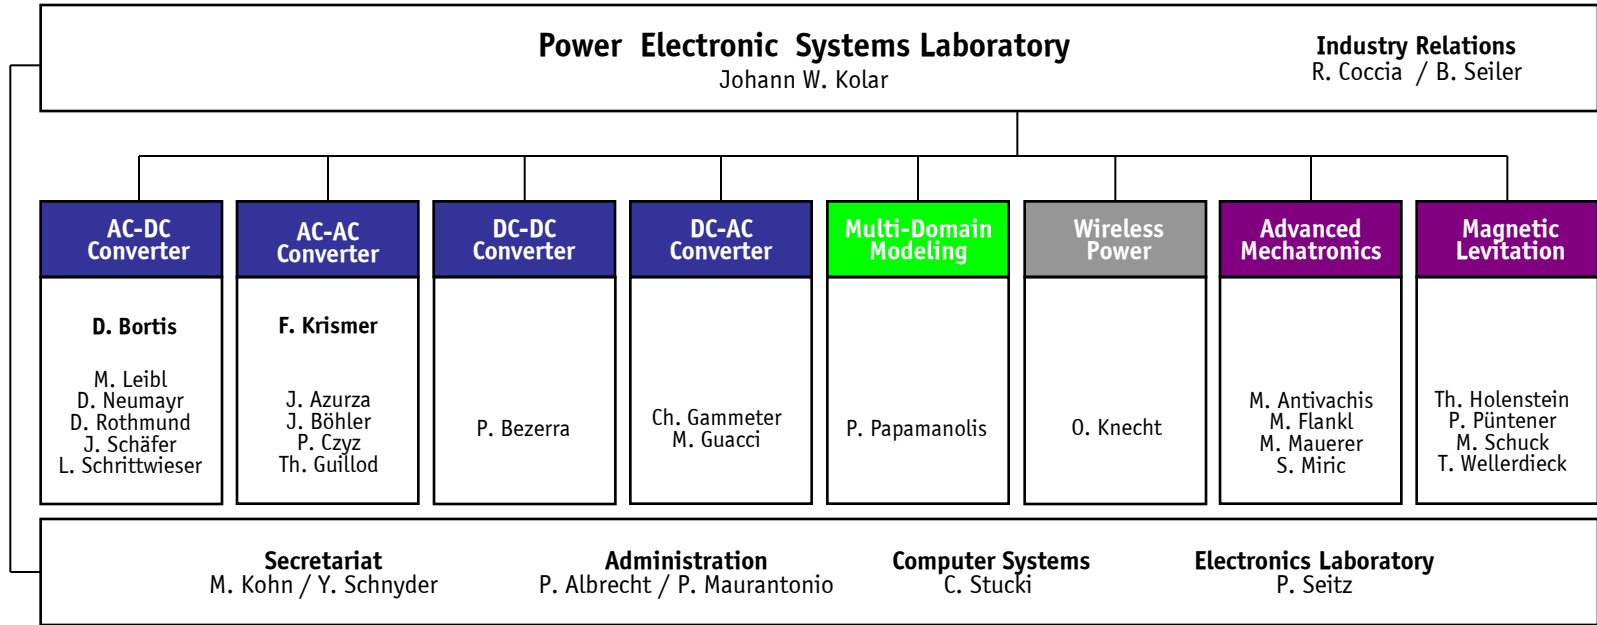 Power Electronic Systems Laboratory
Johann W. Kolar
Industry Relations
R. Coccia / B. Seiler
AC-DC
Converter
D. Bortis
M. Leibl
D. Neumayr
D. Rothmund
J. Schäfer
L. Schrittwieser
AC-AC
Converter
F. Krismer
J. Azurza
J. Böhler
P. Czyz
Th. Guillod
DC-DC
Converter
P. Bezerra
DC-AC
Converter
Ch. Gammeter
M. Guacci
Multi-Domain
Modeling
P. Papamanolis
Wireless
Power
O. Knecht
Advanced
Mechatronics
M. Antivachis
M. Flankl
M. Mauerer
S. Miric
Magnetic
Levitation
Th. Holenstein
P. Püntener
M. Schuck
T. Wellerdieck
Secretariat
M. Kohn / Y. Schnyder
Administration
P. Albrecht / P. Maurantonio
Computer Systems
C. Stucki
Electronics Laboratory
P. Seitz